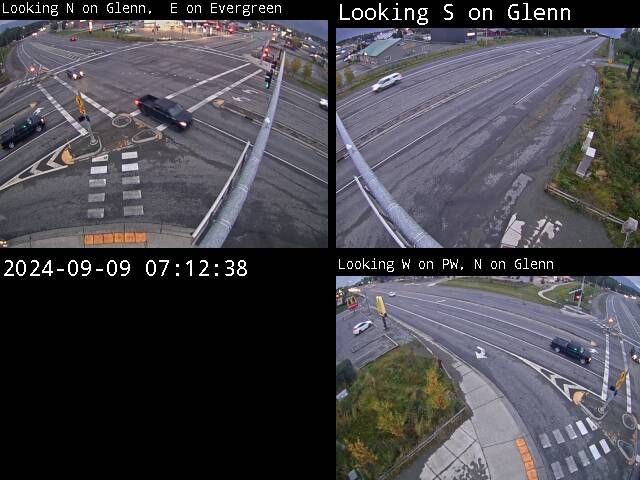 Looking N on Glenn, E on Evergreen
Looking S on Glenn
2024-09-09 07:12:38
Looking W on PW, N on Glenn